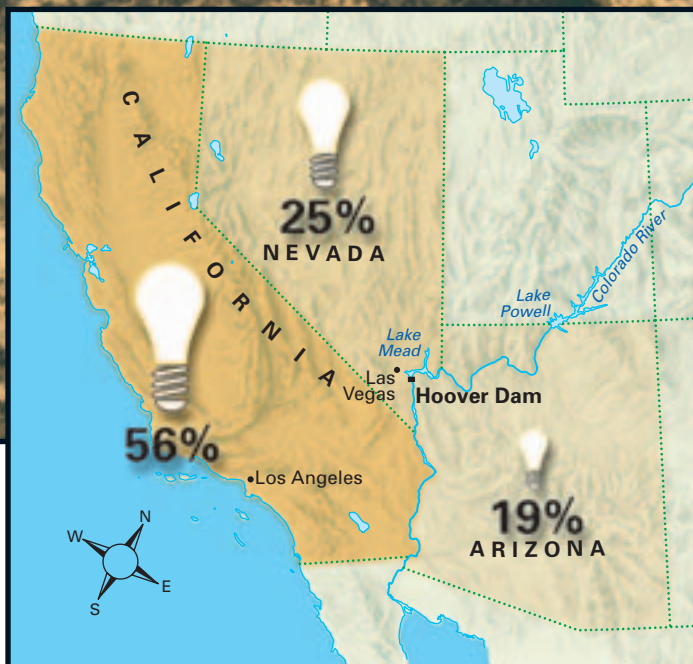 CALIFORNIA
25%
NEVADA
Lake
Powell
Colorado River
Lake
Mead
Las
Vegas
Hoover Dam
56%
Los Angeles
19%
ARIZONA
N
W
E
S